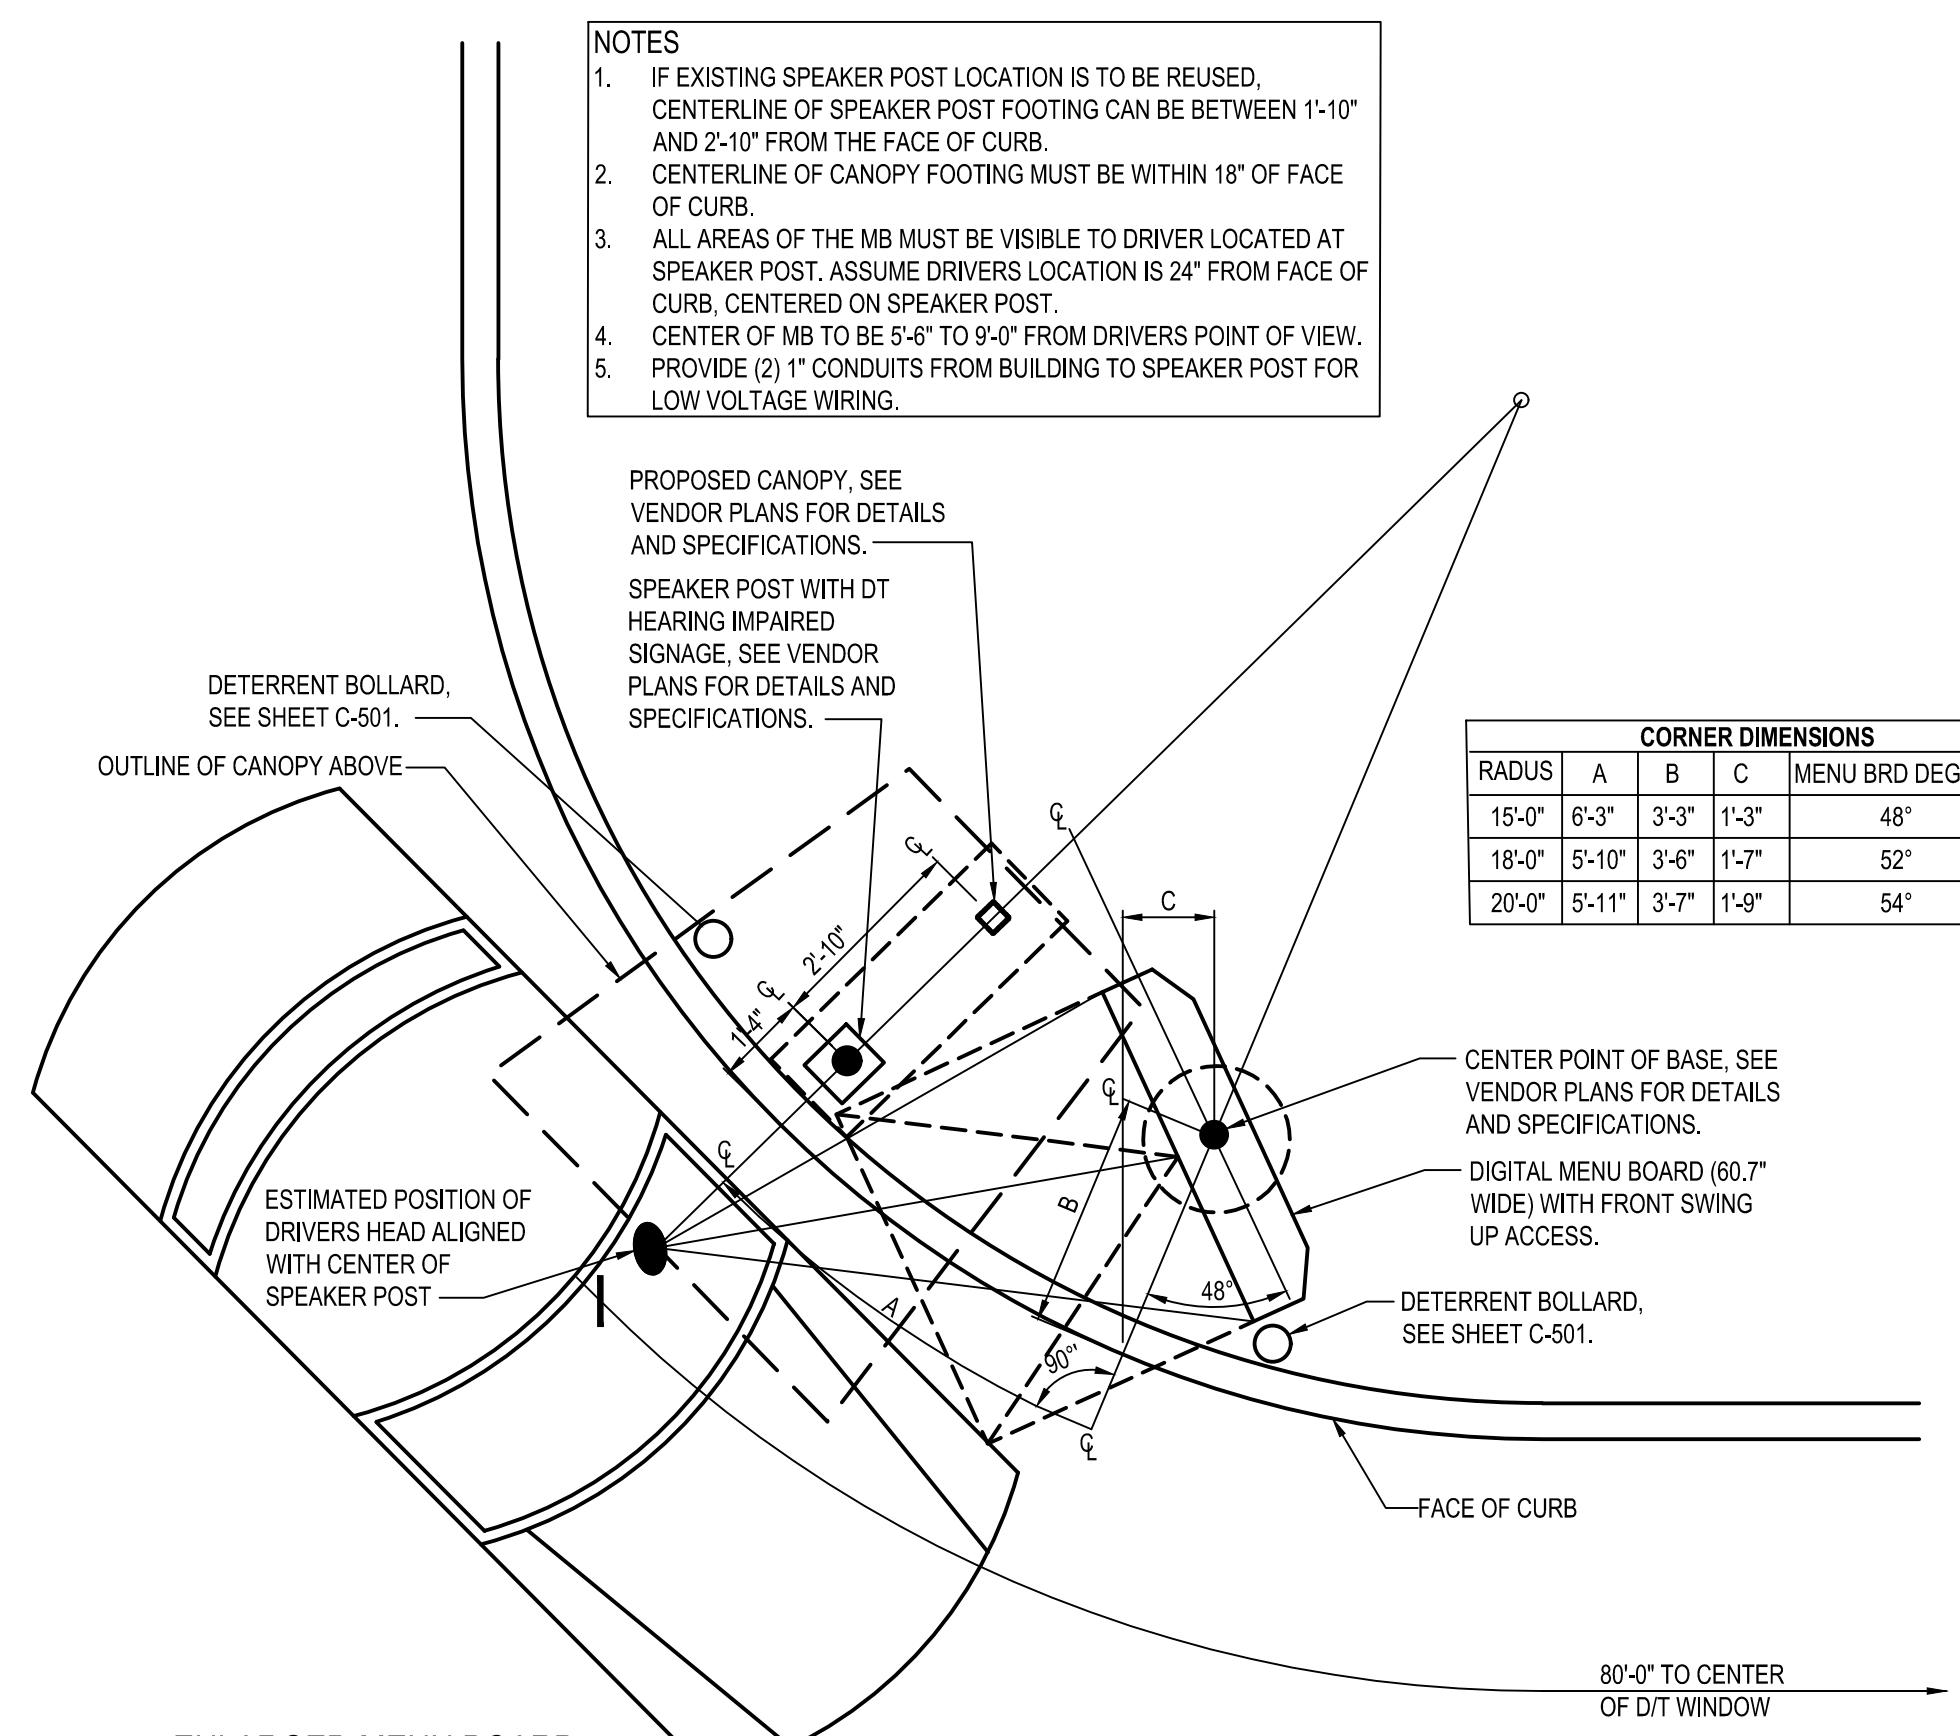 NOTES
1. IF EXISTING SPEAKER POST LOCATION IS TO BE REUSED,
CENTERLINE OF SPEAKER POST FOOTING CAN BE BETWEEN 1'-10"
AND 2'-10" FROM THE FACE OF CURB.
2. CENTERLINE OF CANOPY FOOTING MUST BE WITHIN 18" OF FACE
OF CURB.
3. ALL AREAS OF THE MB MUST BE VISIBLE TO DRIVER LOCATED AT
SPEAKER POST. ASSUME DRIVERS LOCATION IS 24" FROM FACE OF
CURB, CENTERED ON SPEAKER POST.
4. CENTER OF MB TO BE 5'-6" TO 9'-0" FROM DRIVERS POINT OF VIEW.
5. PROVIDE (2) 1" CONDUITS FROM BUILDING TO SPEAKER POST FOR
LOW VOLTAGE WIRING.
PROPOSED CANOPY, SEE
VENDOR PLANS FOR DETAILS
AND SPECIFICATIONS.
SPEAKER POST WITH DT
HEARING IMPAIRED
SIGNAGE, SEE VENDOR
PLANS FOR DETAILS AND
SPECIFICATIONS.
DETERRENT BOLLARD,
SEE SHEET C-501.
OUTLINE OF CANOPY ABOVE
CORNER DIMENSIONS
RADUS A B C MENU BRD DEG
15'-0" 6'-3" 3'-3" 1'-3" 48°
18'-0" 5'-10" 3'-6" 1'-7" 52°
20'-0" 5'-11" 3'-7" 1'-9" 54°
℄
℄
C
2'-10"
℄
1'-4"
℄
CENTER POINT OF BASE, SEE
VENDOR PLANS FOR DETAILS
AND SPECIFICATIONS.
℄
B
DIGITAL MENU BOARD (60.7"
WIDE) WITH FRONT SWING
UP ACCESS.
ESTIMATED POSITION OF
DRIVERS HEAD ALIGNED
WITH CENTER OF
SPEAKER POST
A
48°
90°'
℄
DETERRENT BOLLARD,
SEE SHEET C-501.
FACE OF CURB
80'-0" TO CENTER
OF D/T WINDOW